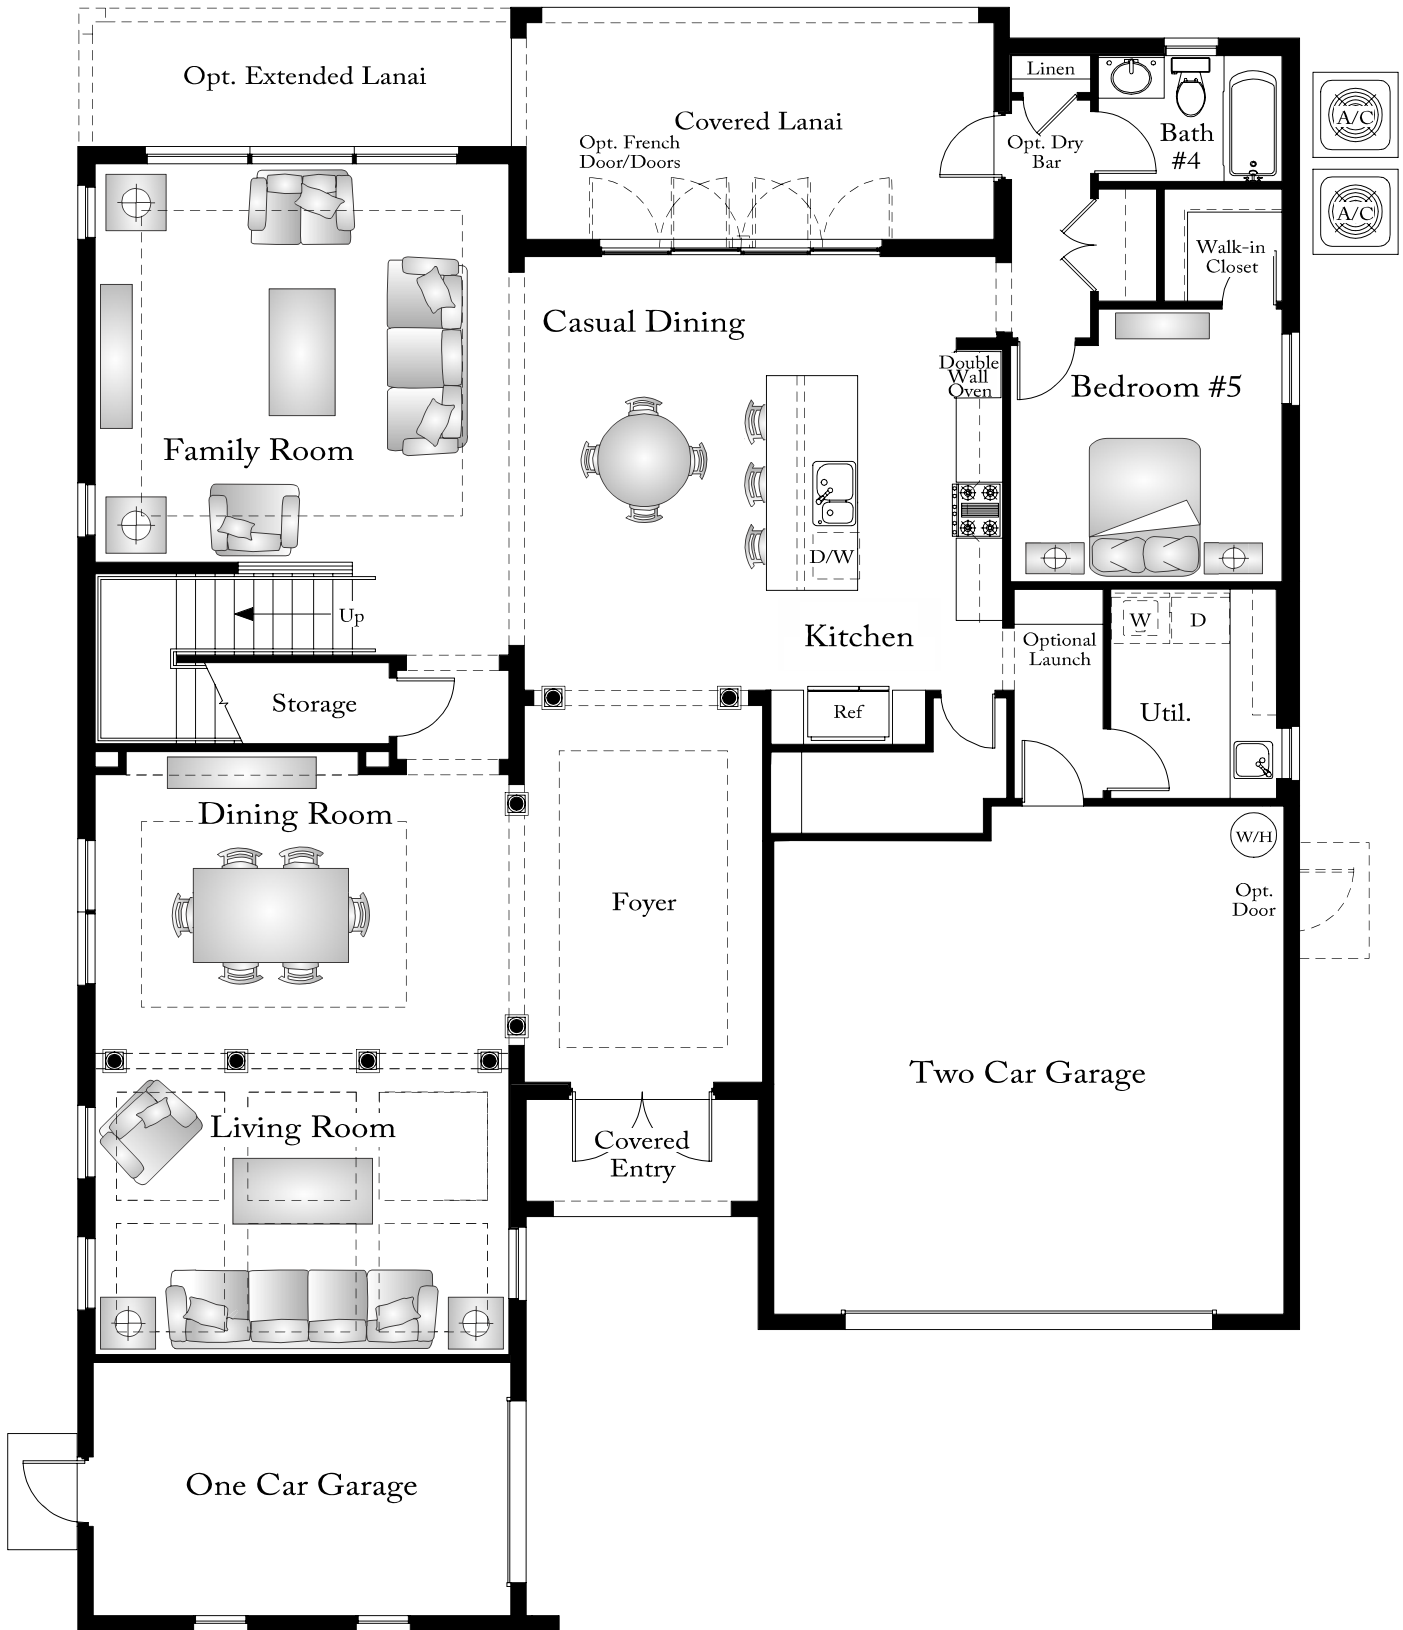 Opt. Extended Lanai
Covered Lanai
Opt. French
Door/Doors
Linen
Opt. Dry
Bar
Bath
#4
A/C
A/C
Walk-in
Closet
Casual Dining
Double
Wall
Oven
Bedroom #5
Family Room
D/W
Up
Kitchen
Optional
Launch
W
D
Storage
Ref
Util.
Dining Room
W/H
Foyer
Opt.
Door
Two Car Garage
Living Room
Covered
Entry
One Car Garage